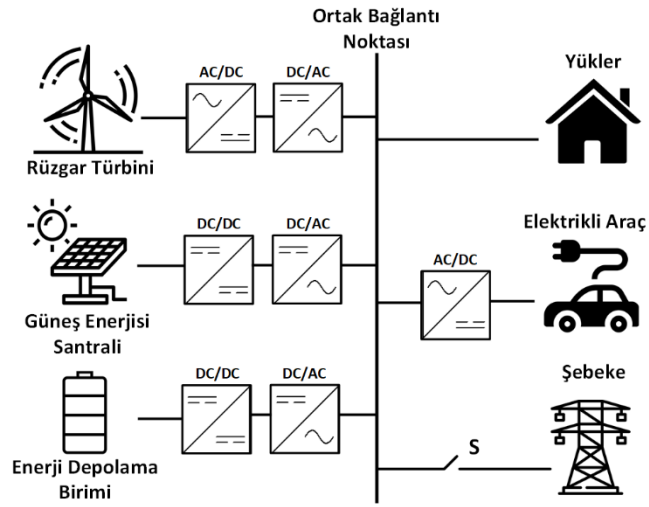 Ortak Bağlantı
Noktası
AC/DC
DC/AC
Yükler
Rüzgar Türbini
DC/DC
DC/AC
Elektrikli Araç
AC/DC
Güneş Enerjisi
Santrali
DC/DC
DC/AC
Şebeke
S
Enerji Depolama
Birimi